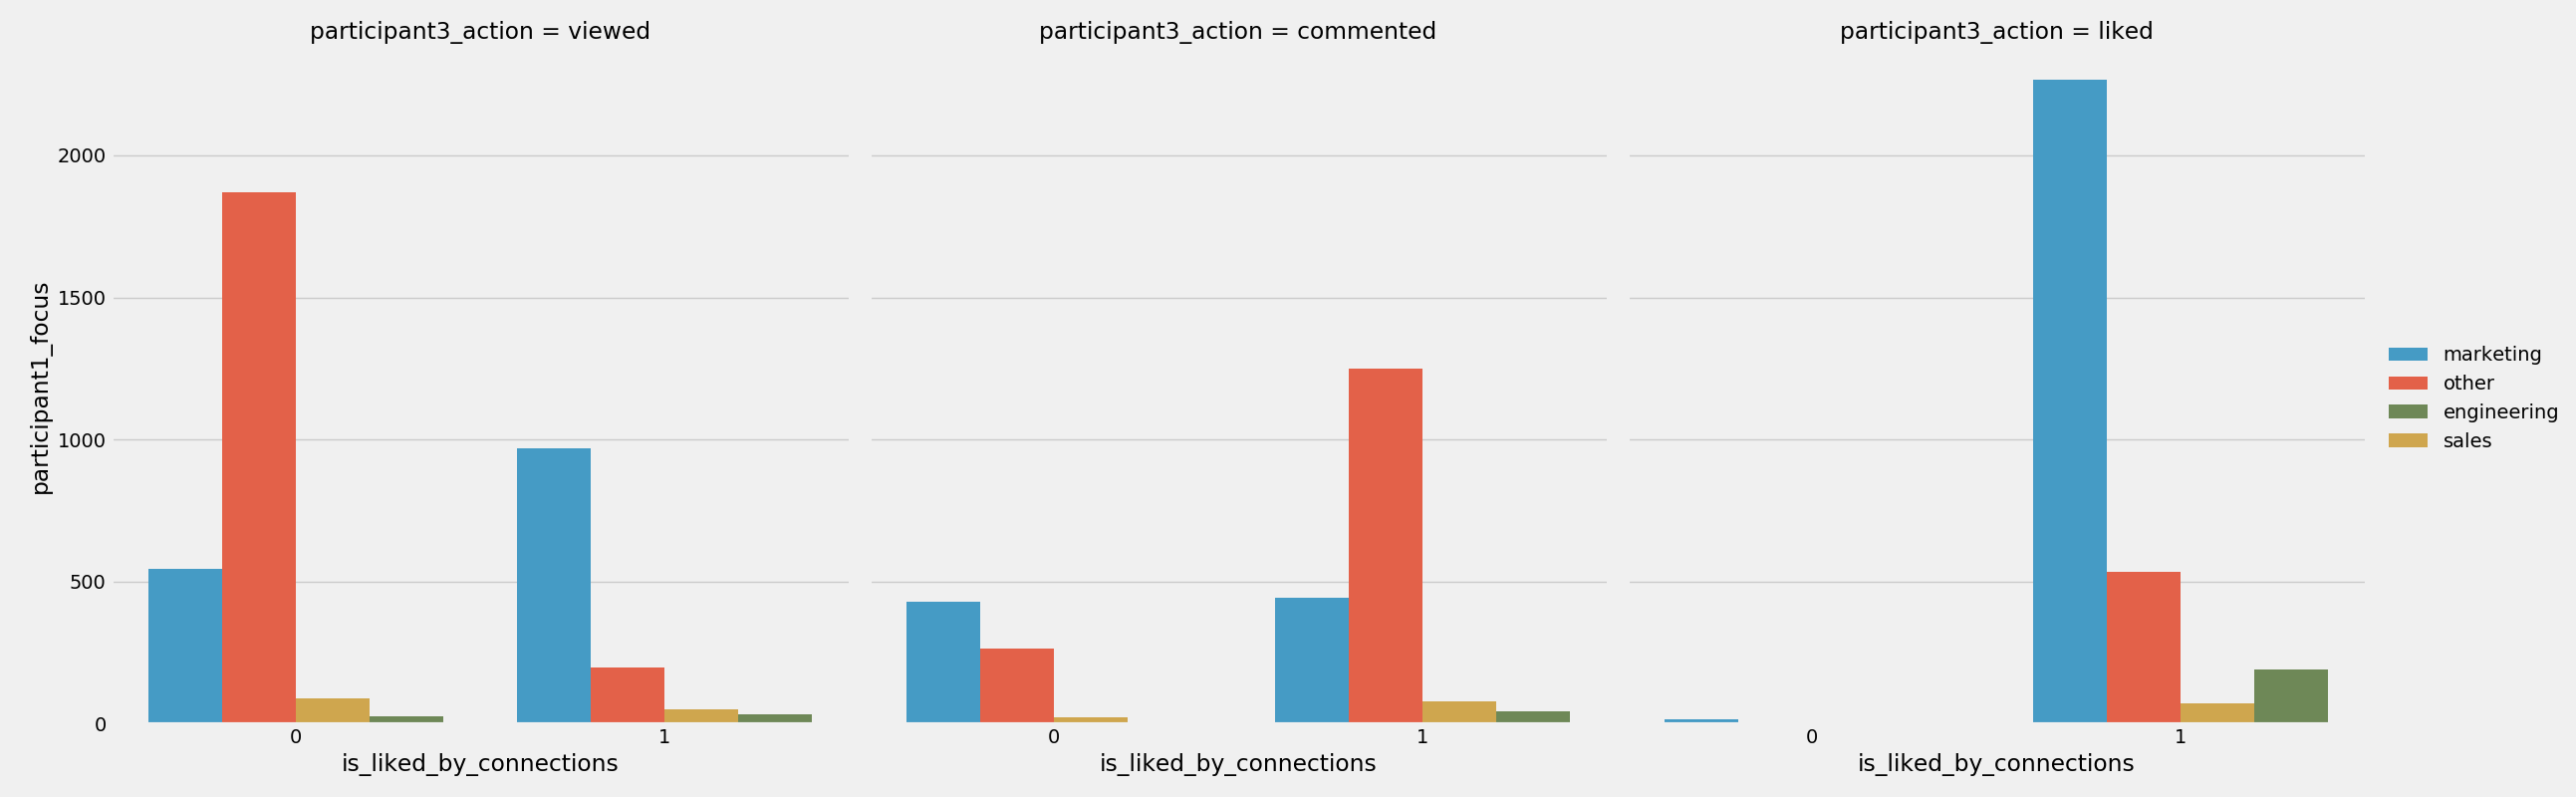 participant3_action = viewed
participant3_action = commented
participant3_action = liked
participant1_focus
2000
1500
1000
500
0
0 1
0 1
0 1
is_liked_by_connections
is_liked_by_connections
is_liked_by_connections
marketing
other
engineering
sales